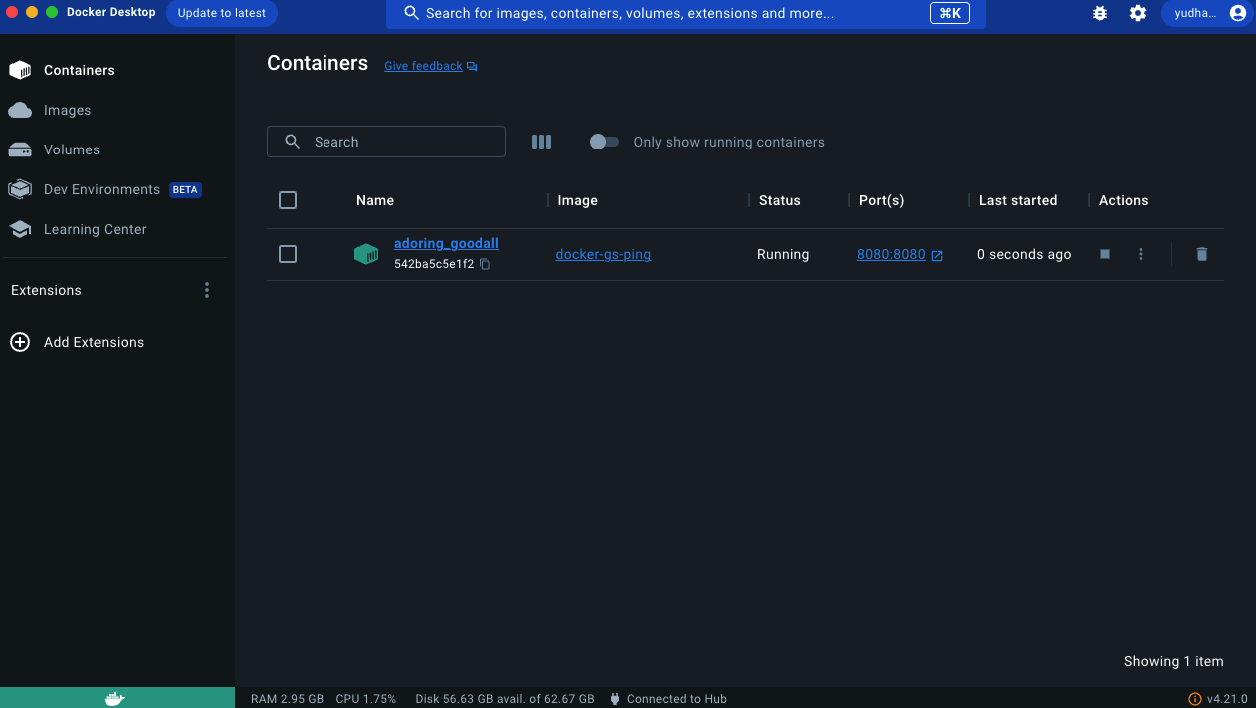 Docker Desktop
Update to latest
Search for images, containers, volumes, extensions and more...
⌘K
yudha...
Containers
Images
Volumes
Dev Environments BETA
Learning Center
Extensions
Add Extensions
Containers Give feedback
Search
Only show running containers
Name Image Status Port(s) Last started Actions
adoring_goodall
542ba5c5e1f2
docker-gs-ping Running 8080:8080 0 seconds ago
Showing 1 item
RAM 2.95 GB CPU 1.75% Disk 56.63 GB avail. of 62.67 GB Connected to Hub v4.21.0